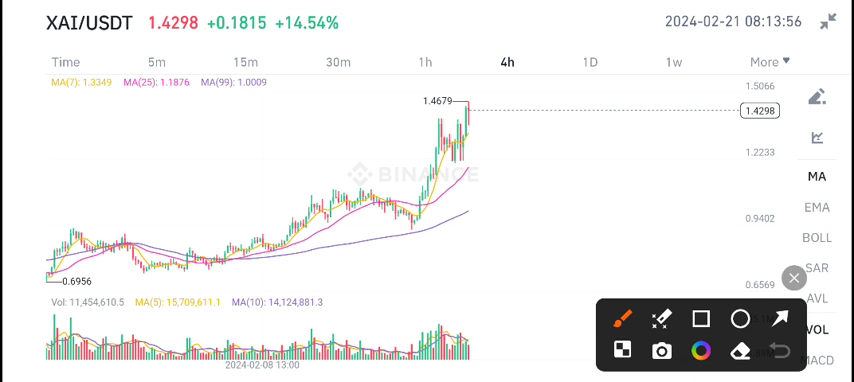 XAI/USDT 1.4298 +0.1815 +14.54% 2024-02-21 08:13:56
Time 5m 15m 30m 1h 4h 1D 1w More
MA(7): 1.3349 MA(25): 1.1876 MA(99): 1.0009
1.5066
1.4679
1.4298
1.2233
BINANCE
0.9402
0.6956
0.6569
MA
EMA
BOLL
SAR
AVL
VOL
MACD
Vol: 11,454,610.5 MA(5): 15,709,611.1 MA(10): 14,124,881.3
2024-02-08 13:00